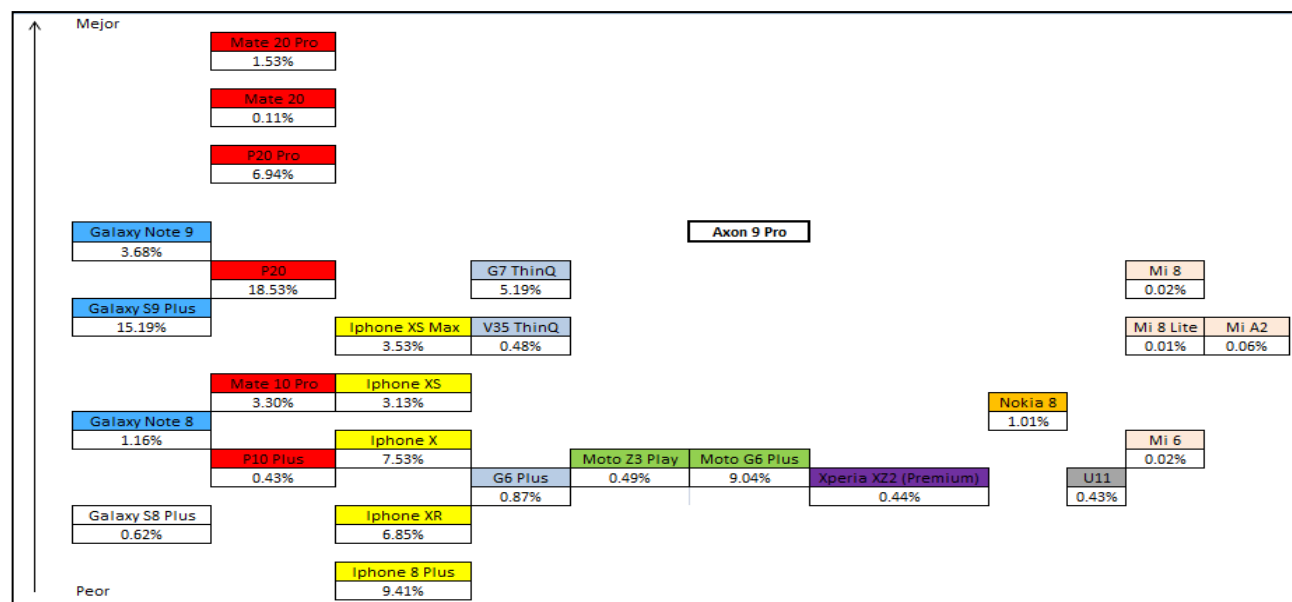 Mejor
Mate 20 Pro
1.53%
Mate 20
0.11%
P20 Pro
6.94%
Galaxy Note 9
3.68%
Axon 9 Pro
P20
18.53%
G7 ThinQ
5.19%
Mi 8
0.02%
Galaxy S9 Plus
15.19%
Iphone XS Max
3.53%
V35 ThinQ
0.48%
Mi 8 Lite
0.01%
Mi A2
0.06%
Mate 10 Pro
3.30%
Iphone XS
3.13%
Nokia 8
1.01%
Galaxy Note 8
1.16%
Iphone X
7.53%
Mi 6
0.02%
P10 Plus
0.43%
Moto Z3 Play
0.49%
Moto G6 Plus
9.04%
G6 Plus
0.87%
Xperia XZ2 (Premium)
0.44%
U11
0.43%
Galaxy S8 Plus
0.62%
Iphone XR
6.85%
Iphone 8 Plus
9.41%
Peor